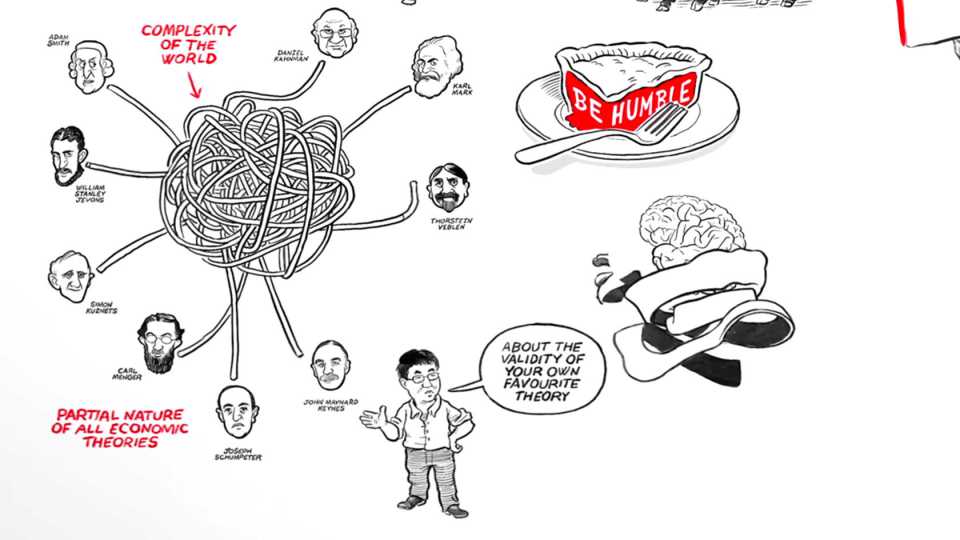 ADAM
SMITH
COMPLEXITY
OF THE
WORLD
DANIEL
KAHNMAN
KARL
MARX
BE HUMBLE
WILLIAM
STANLEY
JEVONS
THORSTEIN
VEBLEN
SIMON
KUZNETS
CARL
MENGER
JOHN MAYNARD
KEYNES
ABOUT THE
VALIDITY OF
YOUR OWN
FAVOURITE
THEORY
PARTIAL NATURE
OF ALL ECONOMIC
THEORIES
JOSEPH
SCHUMPETER